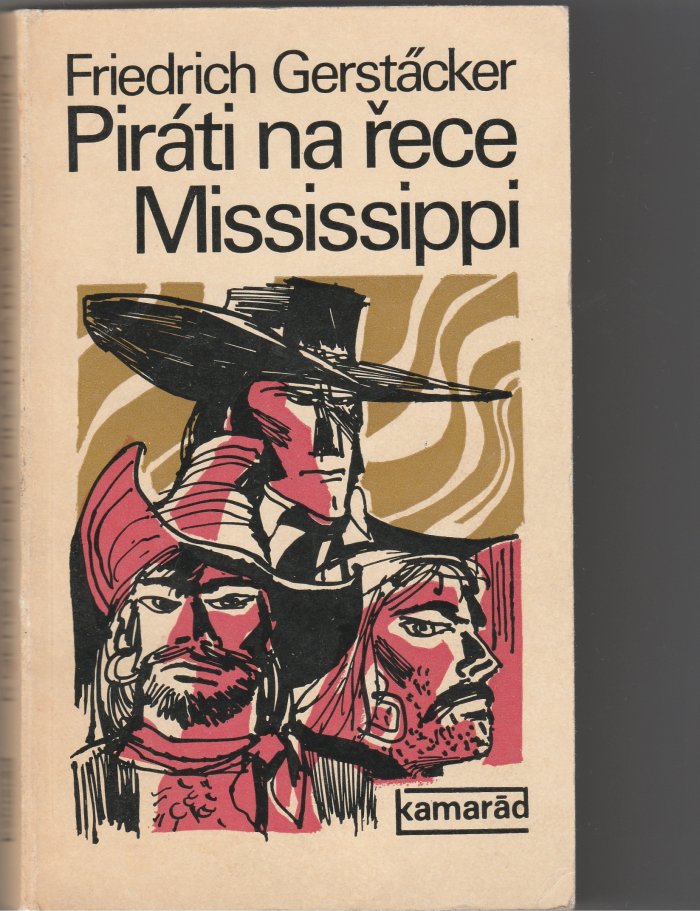 Friedrich Gerstäcker
Piráti na řece
Mississippi
kamarád